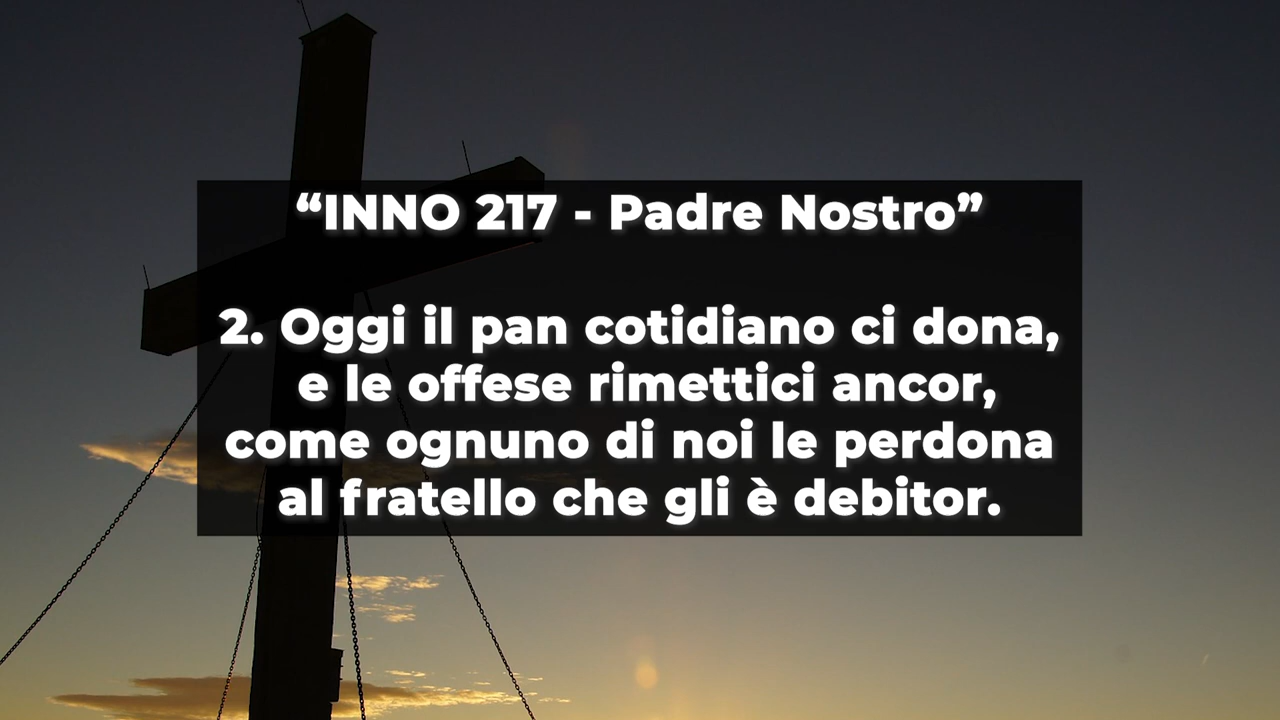 “INNO 217 - Padre Nostro”
2. Oggi il pan cotidiano ci dona,
e le offese rimettici ancor,
come ognuno di noi le perdona
al fratello che gli è debitor.